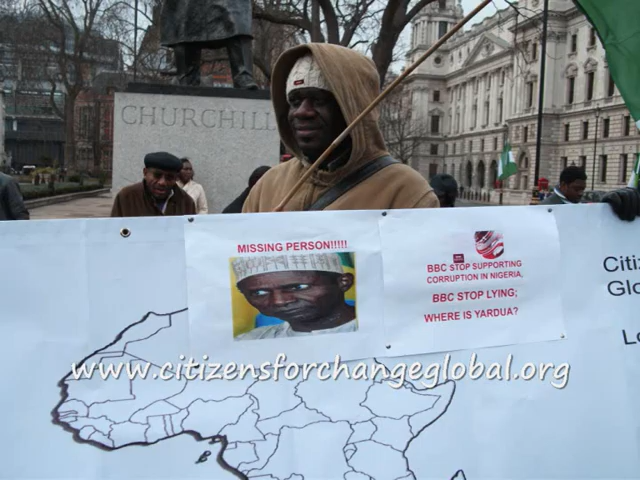 CHURCHILL
MISSING PERSON!!!!!
BBC STOP SUPPORTING
CORRUPTION IN NIGERIA,
BBC STOP LYING;
WHERE IS YARDUA?
Citiz
Glo
Lo
www.citizensforchangeglobal.org